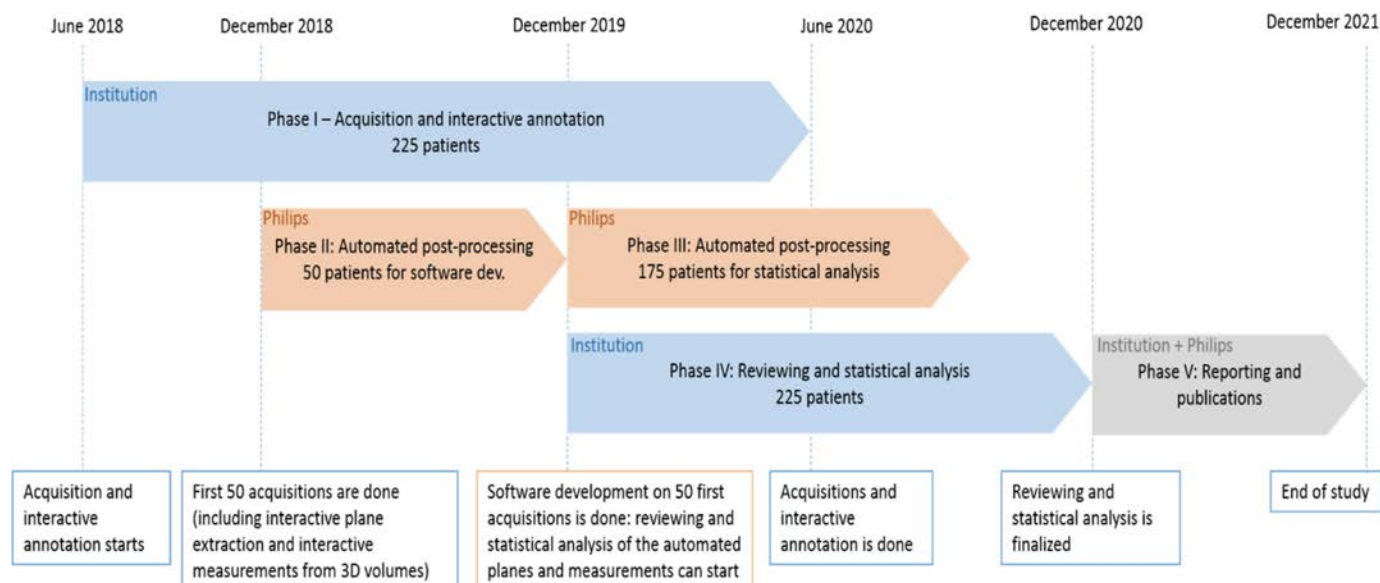 June 2018
December 2018
December 2019
June 2020
December 2020
December 2021
Institution
Phase I – Acquisition and interactive annotation
225 patients
Philips
Phase II: Automated post-processing
50 patients for software dev.
Philips
Phase III: Automated post-processing
175 patients for statistical analysis
Institution
Phase IV: Reviewing and statistical analysis
225 patients
Institution + Philips
Phase V: Reporting and
publications
Acquisition and
interactive
annotation starts
First 50 acquisitions are done
(including interactive plane
extraction and interactive
measurements from 3D volumes)
Software development on 50 first
acquisitions is done: reviewing and
statistical analysis of the automated
planes and measurements can start
Acquisitions and
interactive
annotation is done
Reviewing and
statistical analysis is
finalized
End of study